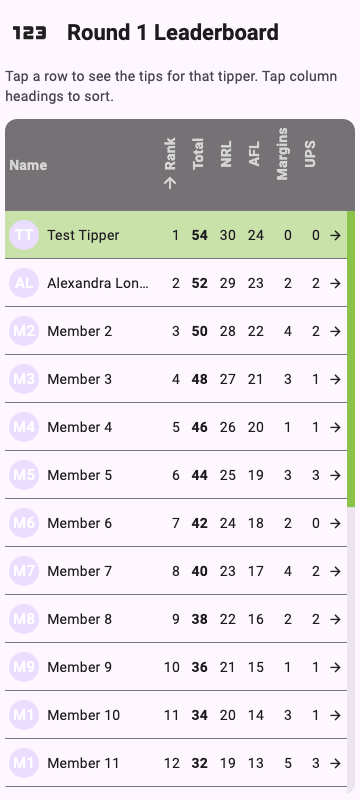 123 Round 1 Leaderboard
Tap a row to see the tips for that tipper. Tap column
headings to sort.
Name Rank Total NRL AFL Margins UPS
TT Test Tipper 1 54 30 24 0 0
AL Alexandra Lon... 2 52 29 23 2 2
M2 Member 2 3 50 28 22 4 2
M3 Member 3 4 48 27 21 3 1
M4 Member 4 5 46 26 20 1 1
M5 Member 5 6 44 25 19 3 3
M6 Member 6 7 42 24 18 2 0
M7 Member 7 8 40 23 17 4 2
M8 Member 8 9 38 22 16 2 2
M9 Member 9 10 36 21 15 1 1
M1 Member 10 11 34 20 14 3 1
M1 Member 11 12 32 19 13 5 3